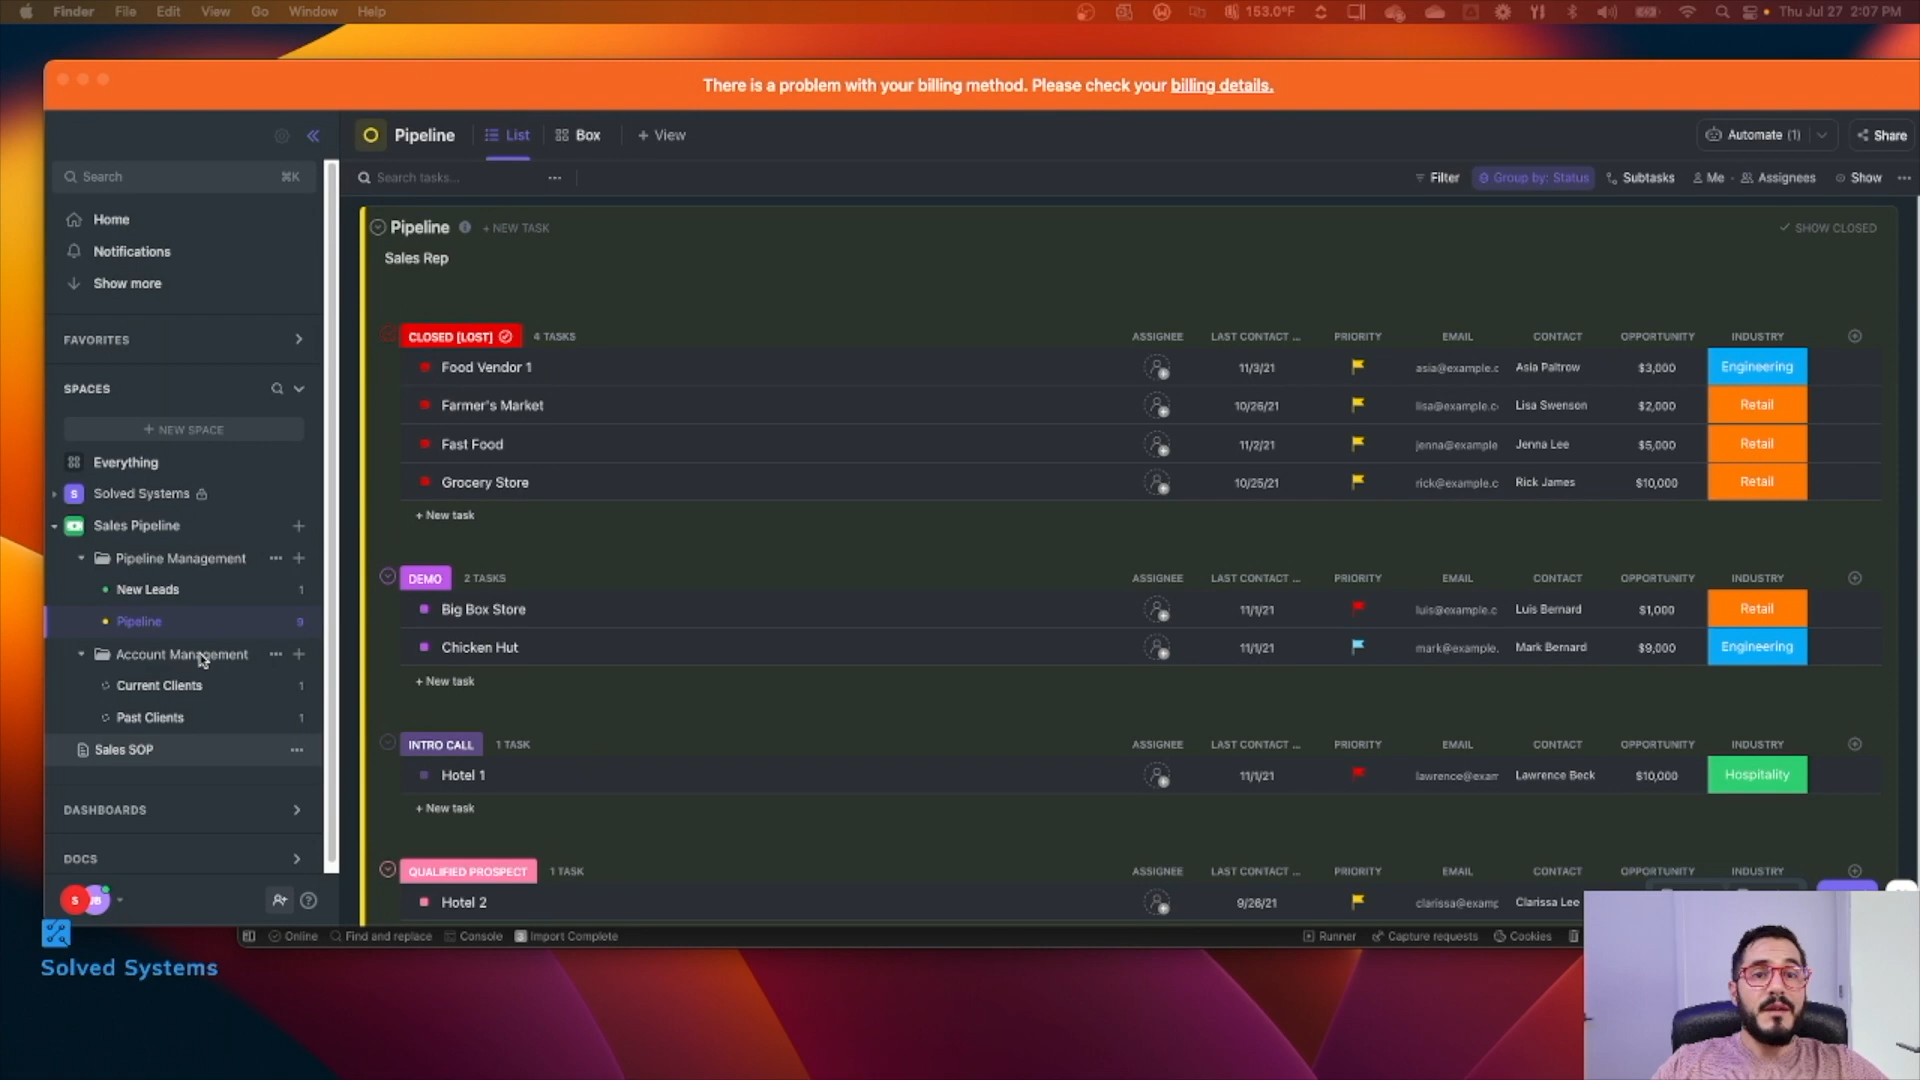 Finder File Edit View Go Window Help
153.0°F Thu Jul 27 2:07 PM
There is a problem with your billing method. Please check your billing details.
Pipeline List Box + View
Automate (1) Share
Search ⌘K
Search tasks...
Filter Group by: Status Subtasks Me Assignees Show
Home
Notifications
Show more
FAVORITES
SPACES
+ NEW SPACE
Everything
S Solved Systems
Sales Pipeline
Pipeline Management
New Leads 1
Pipeline 9
Account Management
Current Clients 1
Past Clients 1
Sales SOP
DASHBOARDS
DOCS
S
Pipeline + NEW TASK SHOW CLOSED
Sales Rep
CLOSED [LOST] 4 TASKS ASSIGNEE LAST CONTACT ... PRIORITY EMAIL CONTACT OPPORTUNITY INDUSTRY
Food Vendor 1 11/3/21 asia@example.c Asia Paltrow $3,000 Engineering
Farmer's Market 10/26/21 lisa@example.c Lisa Swenson $2,000 Retail
Fast Food 11/2/21 jenna@example Jenna Lee $5,000 Retail
Grocery Store 10/25/21 rick@example.c Rick James $10,000 Retail
+ New task
DEMO 2 TASKS ASSIGNEE LAST CONTACT ... PRIORITY EMAIL CONTACT OPPORTUNITY INDUSTRY
Big Box Store 11/1/21 luis@example.c Luis Bernard $1,000 Retail
Chicken Hut 11/1/21 mark@example. Mark Bernard $9,000 Engineering
+ New task
INTRO CALL 1 TASK ASSIGNEE LAST CONTACT ... PRIORITY EMAIL CONTACT OPPORTUNITY INDUSTRY
Hotel 1 11/1/21 lawrence@exam Lawrence Beck $10,000 Hospitality
+ New task
QUALIFIED PROSPECT 1 TASK ASSIGNEE LAST CONTACT ... PRIORITY EMAIL CONTACT OPPORTUNITY INDUSTRY
Hotel 2 9/26/21 clarissa@examp Clarissa Lee
Online Find and replace Console Import Complete Runner Capture requests Cookies
Solved Systems